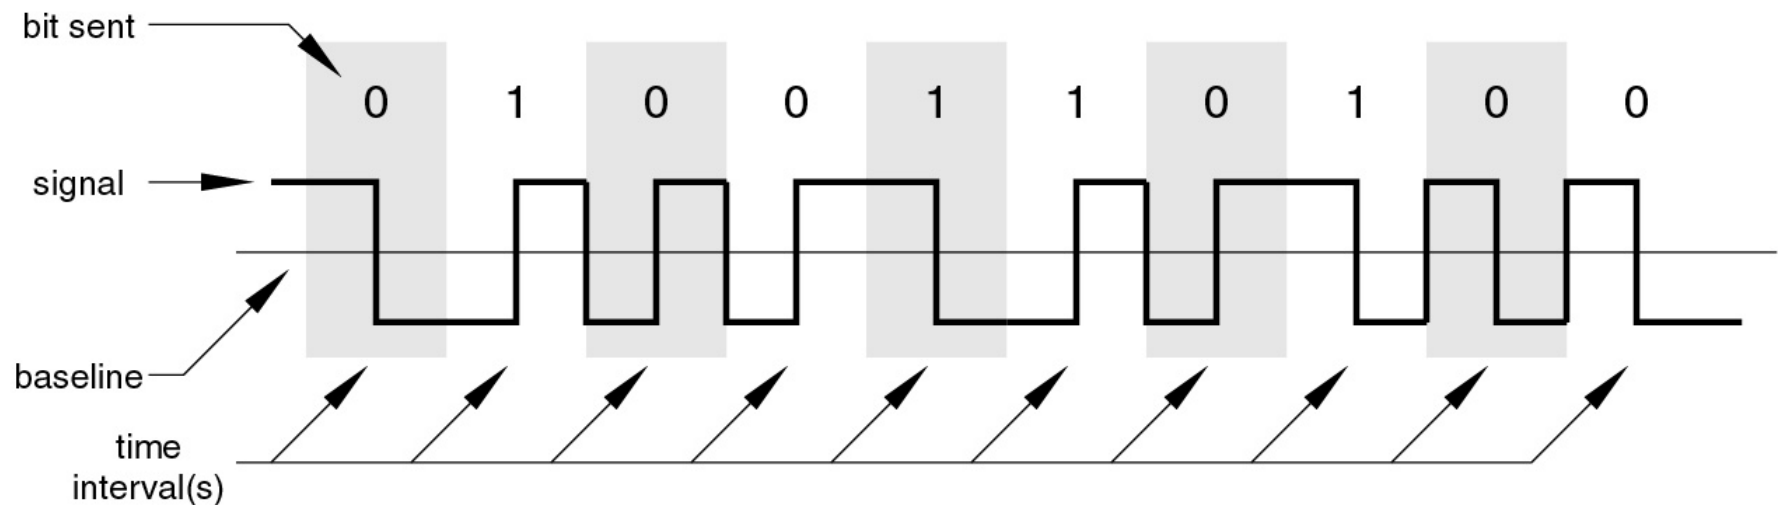 bit sent
0 1 0 0 1 1 0 1 0 0
signal
baseline
time
interval(s)